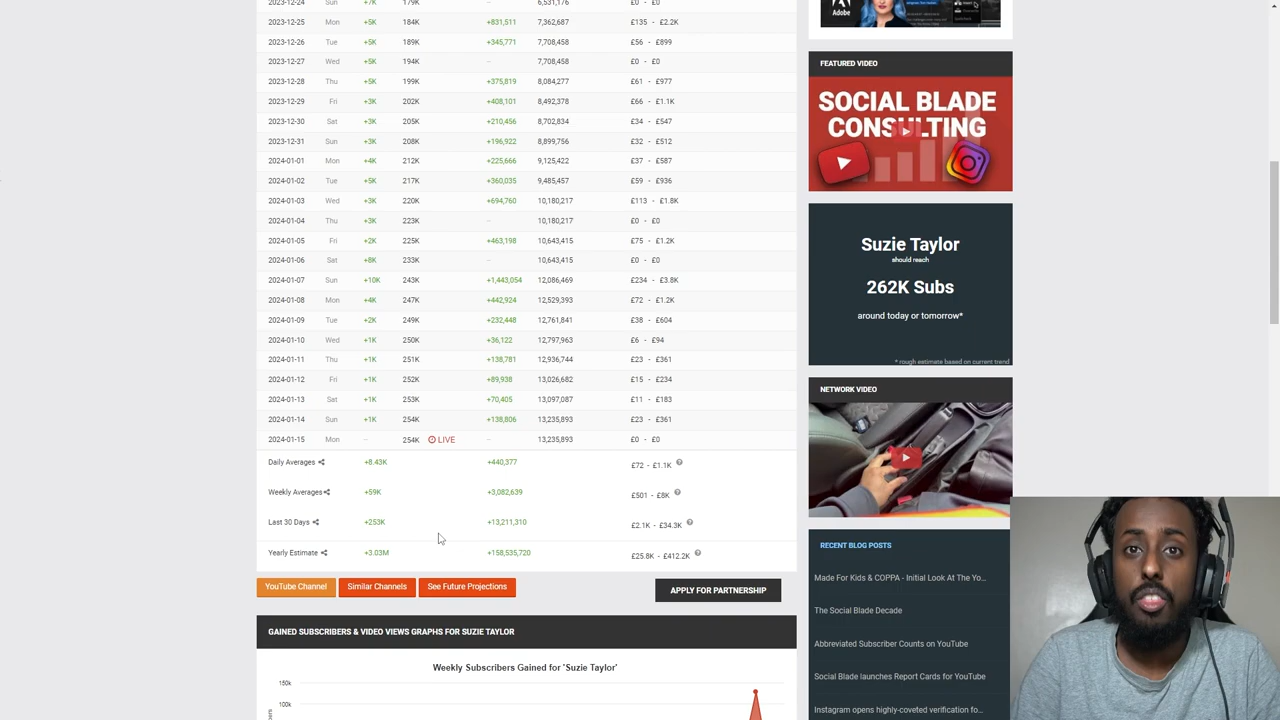 2023-12-24 Sun +7K 179K +316,475 6,531,176 £0 - £0
2023-12-25 Mon +5K 184K +831,511 7,362,687 £135 - £2.2K
2023-12-26 Tue +5K 189K +345,771 7,708,458 £56 - £899
2023-12-27 Wed +5K 194K -- 7,708,458 £0 - £0
2023-12-28 Thu +5K 199K +375,819 8,084,277 £61 - £977
2023-12-29 Fri +3K 202K +408,101 8,492,378 £66 - £1.1K
2023-12-30 Sat +3K 205K +210,456 8,702,834 £34 - £547
2023-12-31 Sun +3K 208K +196,922 8,899,756 £32 - £512
2024-01-01 Mon +4K 212K +225,666 9,125,422 £37 - £587
2024-01-02 Tue +5K 217K +360,035 9,485,457 £59 - £936
2024-01-03 Wed +3K 220K +694,760 10,180,217 £113 - £1.8K
2024-01-04 Thu +3K 223K -- 10,180,217 £0 - £0
2024-01-05 Fri +2K 225K +463,198 10,643,415 £75 - £1.2K
2024-01-06 Sat +8K 233K -- 10,643,415 £0 - £0
2024-01-07 Sun +10K 243K +1,443,054 12,086,469 £234 - £3.8K
2024-01-08 Mon +4K 247K +442,924 12,529,393 £72 - £1.2K
2024-01-09 Tue +2K 249K +232,448 12,761,841 £38 - £604
2024-01-10 Wed +1K 250K +36,122 12,797,963 £6 - £94
2024-01-11 Thu +1K 251K +138,781 12,936,744 £23 - £361
2024-01-12 Fri +1K 252K +89,938 13,026,682 £15 - £234
2024-01-13 Sat +1K 253K +70,405 13,097,087 £11 - £183
2024-01-14 Sun +1K 254K +138,806 13,235,893 £23 - £361
2024-01-15 Mon -- 254K LIVE -- 13,235,893 £0 - £0
Daily Averages +8.43K +440,377 £72 - £1.1K
Weekly Averages +59K +3,082,639 £501 - £8K
Last 30 Days +253K +13,211,310 £2.1K - £34.3K
Yearly Estimate +3.03M +158,535,720 £25.8K - £412.2K
YouTube Channel
Similar Channels
See Future Projections
APPLY FOR PARTNERSHIP
GAINED SUBSCRIBERS & VIDEO VIEWS GRAPHS FOR SUZIE TAYLOR
Weekly Subscribers Gained for 'Suzie Taylor'
150k
100k
Adobe
FEATURED VIDEO
SOCIAL BLADE
CONSULTING
Suzie Taylor
should reach
262K Subs
around today or tomorrow*
* rough estimate based on current trend
NETWORK VIDEO
RECENT BLOG POSTS
Made For Kids & COPPA - Initial Look At The Yo...
The Social Blade Decade
Abbreviated Subscriber Counts on YouTube
Social Blade launches Report Cards for YouTube
Instagram opens highly-coveted verification fo...